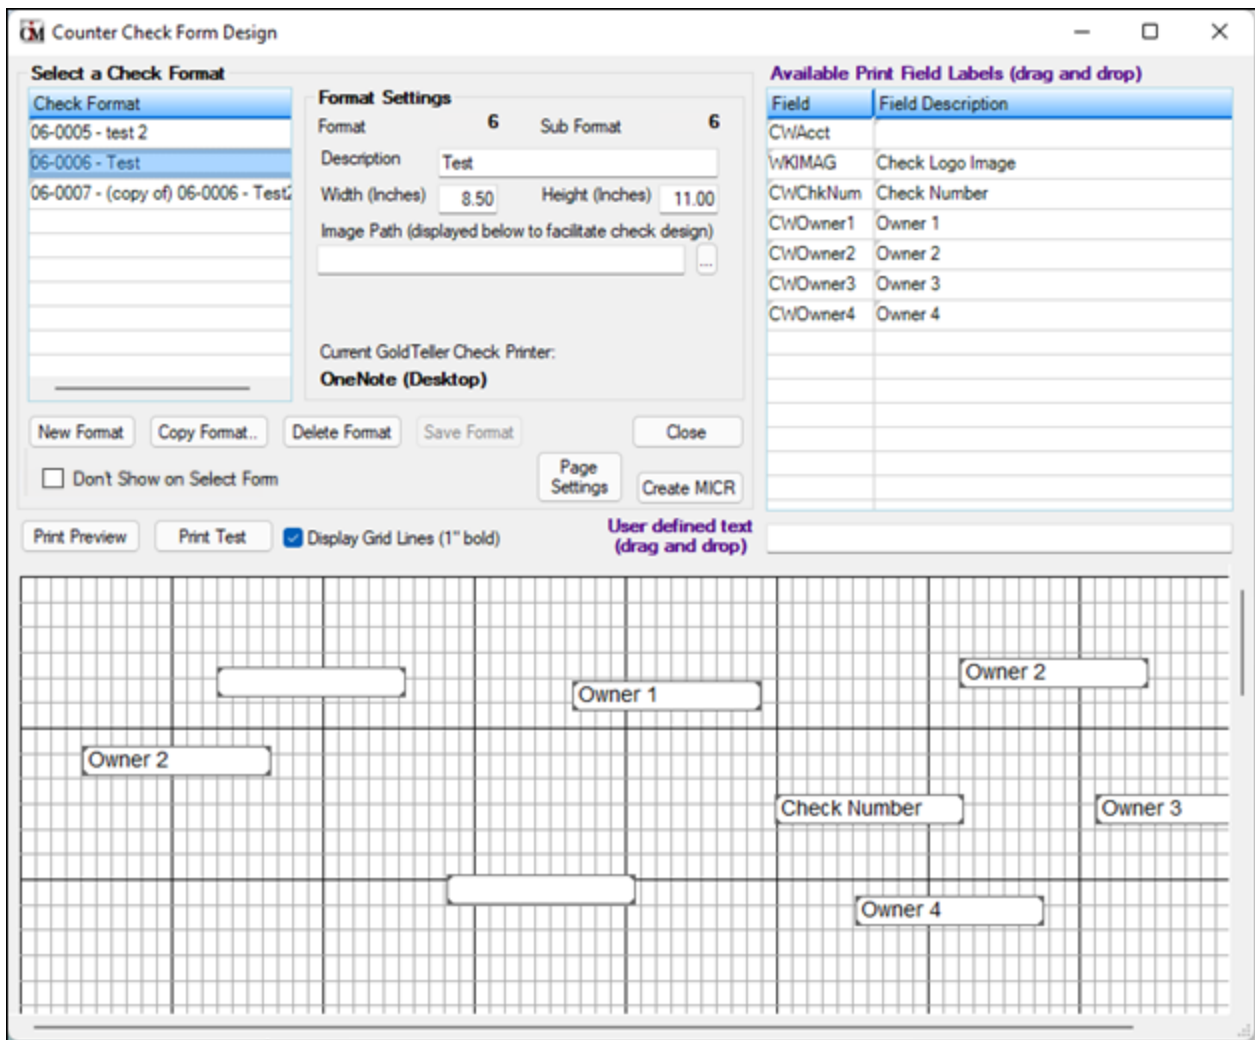 Counter Check Form Design
Select a Check Format
Check Format
06-0005 - test 2
06-0006 - Test
06-0007 - (copy of) 06-0006 - Test2
Format Settings
Format 6 Sub Format 6
Description Test
Width (Inches) 8.50 Height (Inches) 11.00
Image Path (displayed below to facilitate check design)
...
Current GoldTeller Check Printer:
OneNote (Desktop)
New Format Copy Format.. Delete Format Save Format Close
Don't Show on Select Form
Page
Settings
Create MICR
Available Print Field Labels (drag and drop)
Field Field Description
CWAcct
WKIMAG Check Logo Image
CWChkNum Check Number
CWOwner1 Owner 1
CWOwner2 Owner 2
CWOwner3 Owner 3
CWOwner4 Owner 4
Print Preview Print Test Display Grid Lines (1" bold)
User defined text
(drag and drop)
Owner 2
Owner 1
Owner 2
Check Number
Owner 3
Owner 4